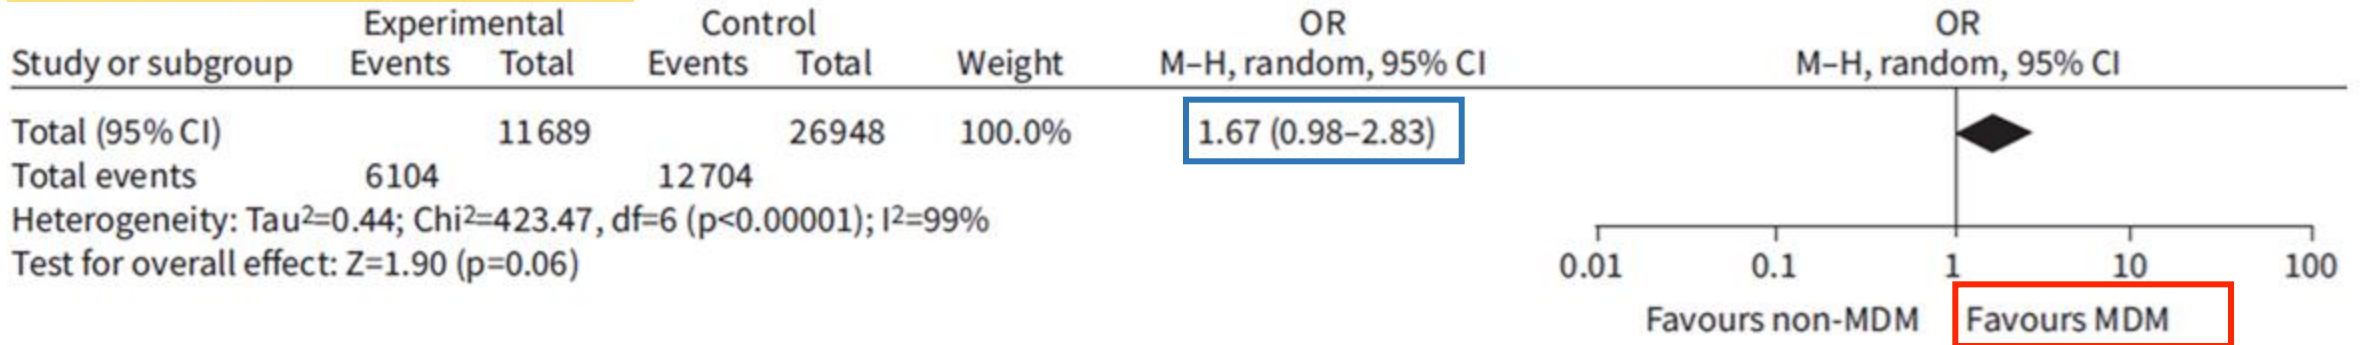 Experimental Control OR OR
Study or subgroup Events Total Events Total Weight M–H, random, 95% CI M–H, random, 95% CI
Total (95% CI) 11689 26948 100.0% 1.67 (0.98–2.83)
Total events 6104 12704
Heterogeneity: Tau²=0.44; Chi²=423.47, df=6 (p<0.00001); I²=99%
Test for overall effect: Z=1.90 (p=0.06)
0.01 0.1 1 10 100
Favours non-MDM Favours MDM